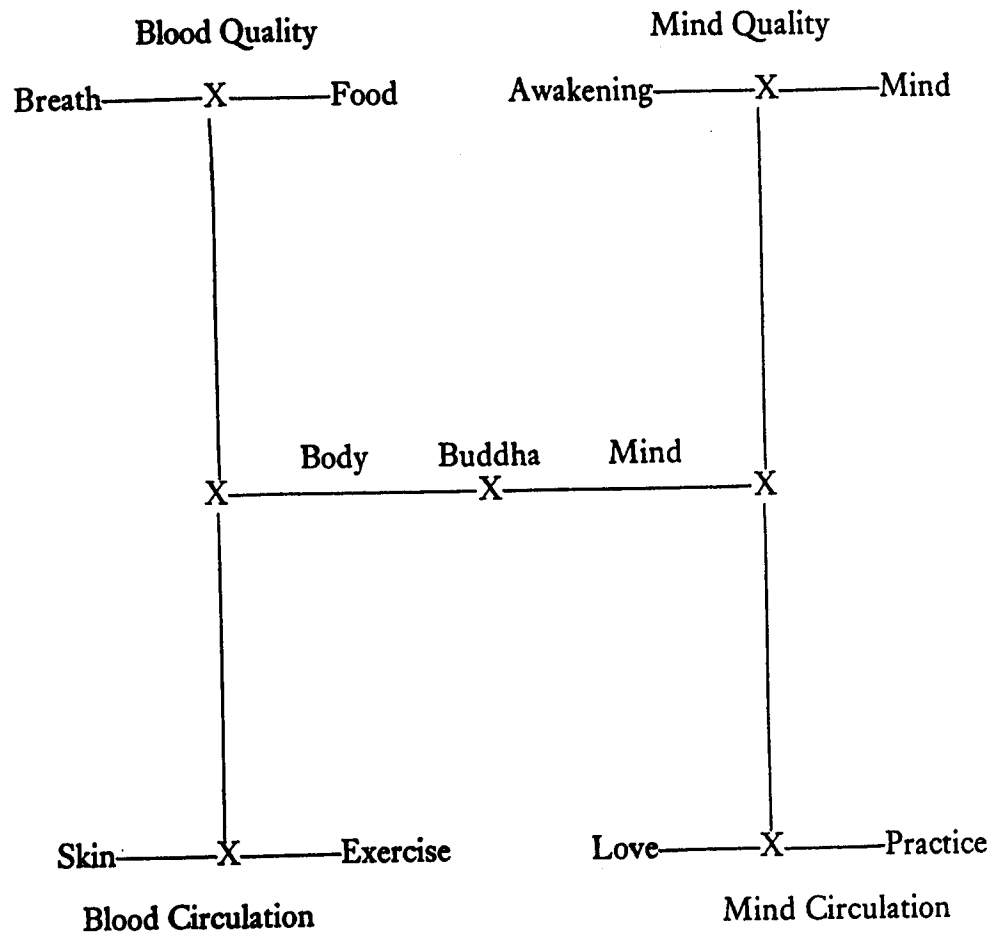 Blood Quality
Mind Quality
Breath X Food
Awakening X Mind
Body Buddha Mind
X X X
Skin X Exercise
Love X Practice
Blood Circulation
Mind Circulation